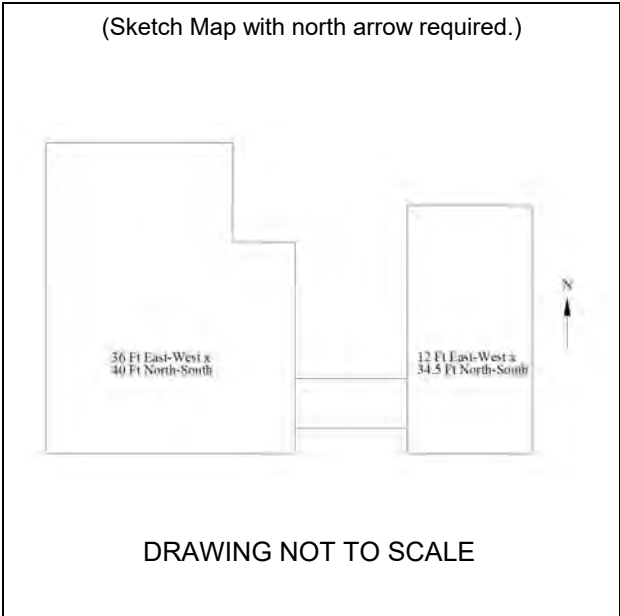 (Sketch Map with north arrow required.)
N
36 Ft East-West x
40 Ft North-South
12 Ft East-West x
34.5 Ft North-South
DRAWING NOT TO SCALE